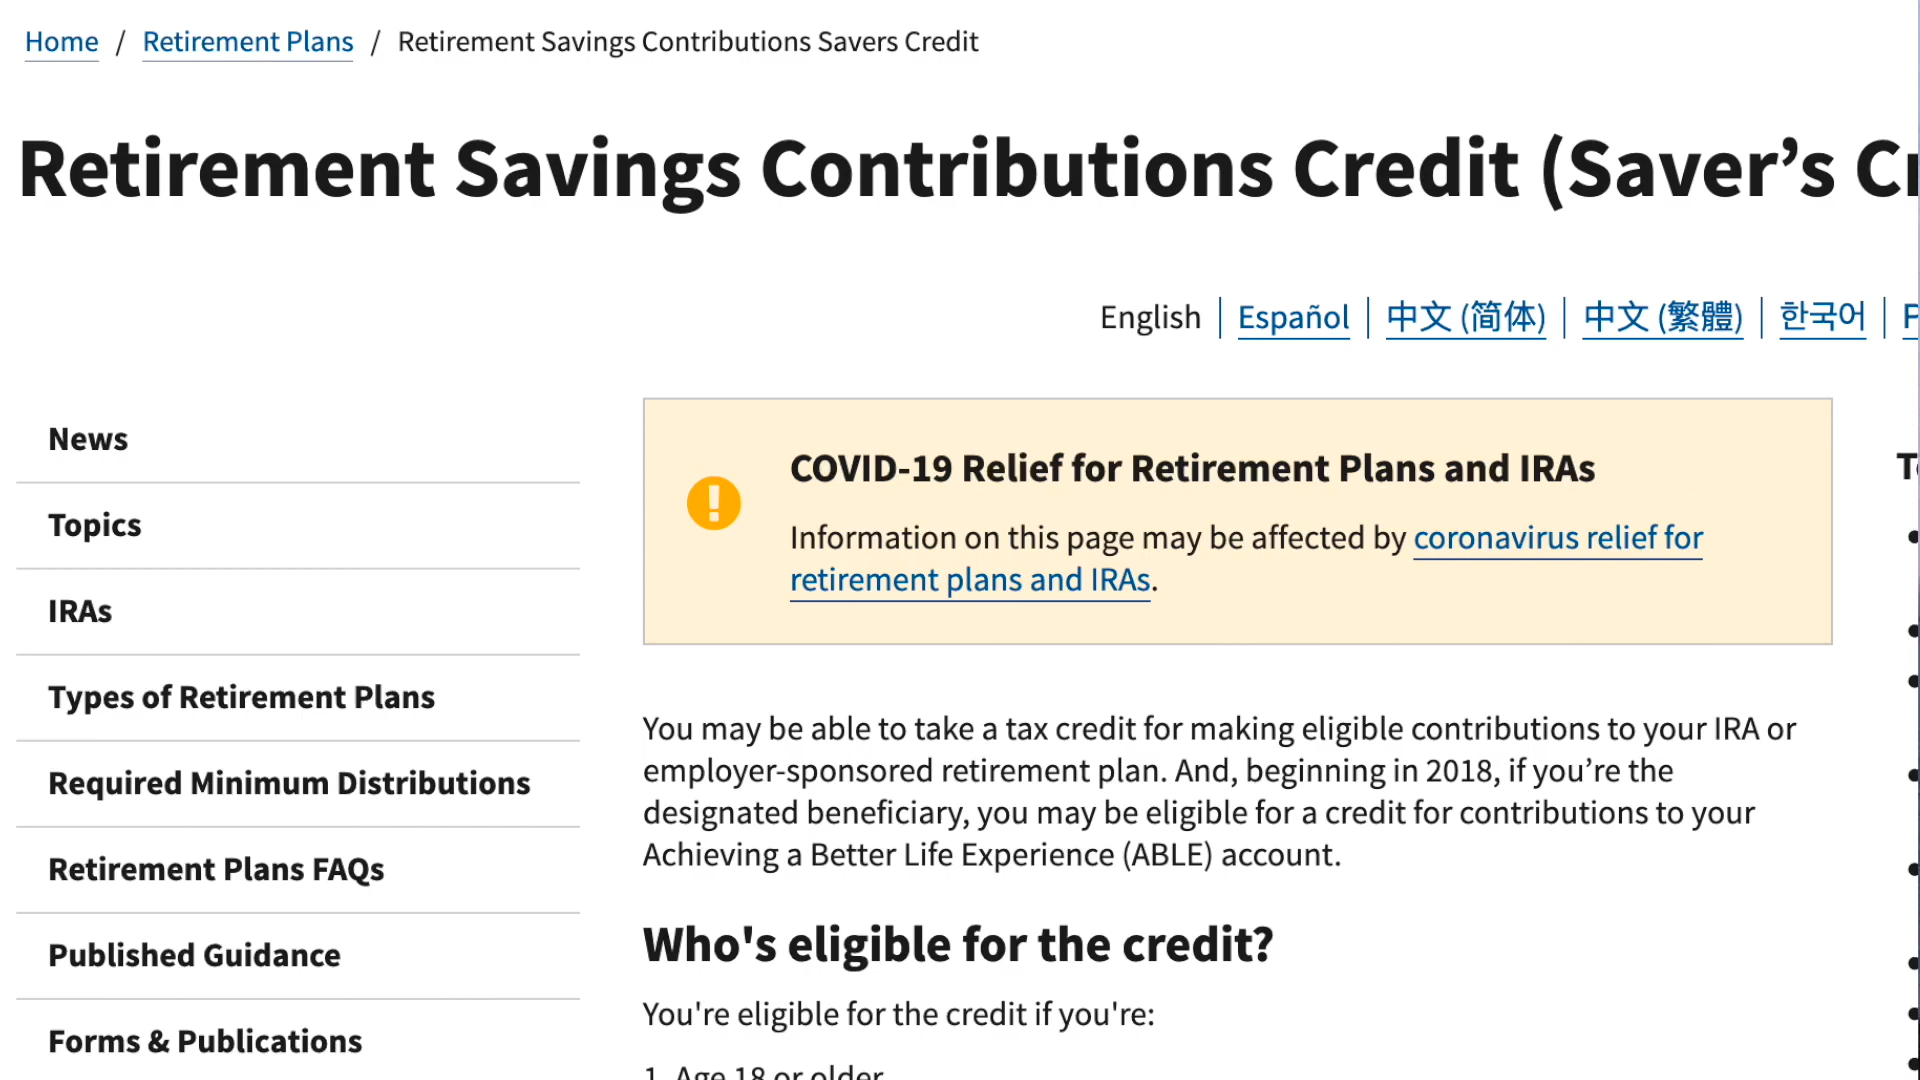 Home / Retirement Plans / Retirement Savings Contributions Savers Credit
Retirement Savings Contributions Credit (Saver’s
English | Español | 中文 (简体) | 中文 (繁體) | 한국어 |
News
Topics
IRAs
Types of Retirement Plans
Required Minimum Distributions
Retirement Plans FAQs
Published Guidance
Forms & Publications
COVID-19 Relief for Retirement Plans and IRAs
Information on this page may be affected by coronavirus relief for
retirement plans and IRAs.
You may be able to take a tax credit for making eligible contributions to your IRA or
employer-sponsored retirement plan. And, beginning in 2018, if you’re the
designated beneficiary, you may be eligible for a credit for contributions to your
Achieving a Better Life Experience (ABLE) account.
Who's eligible for the credit?
You're eligible for the credit if you're:
1. Age 18 or older